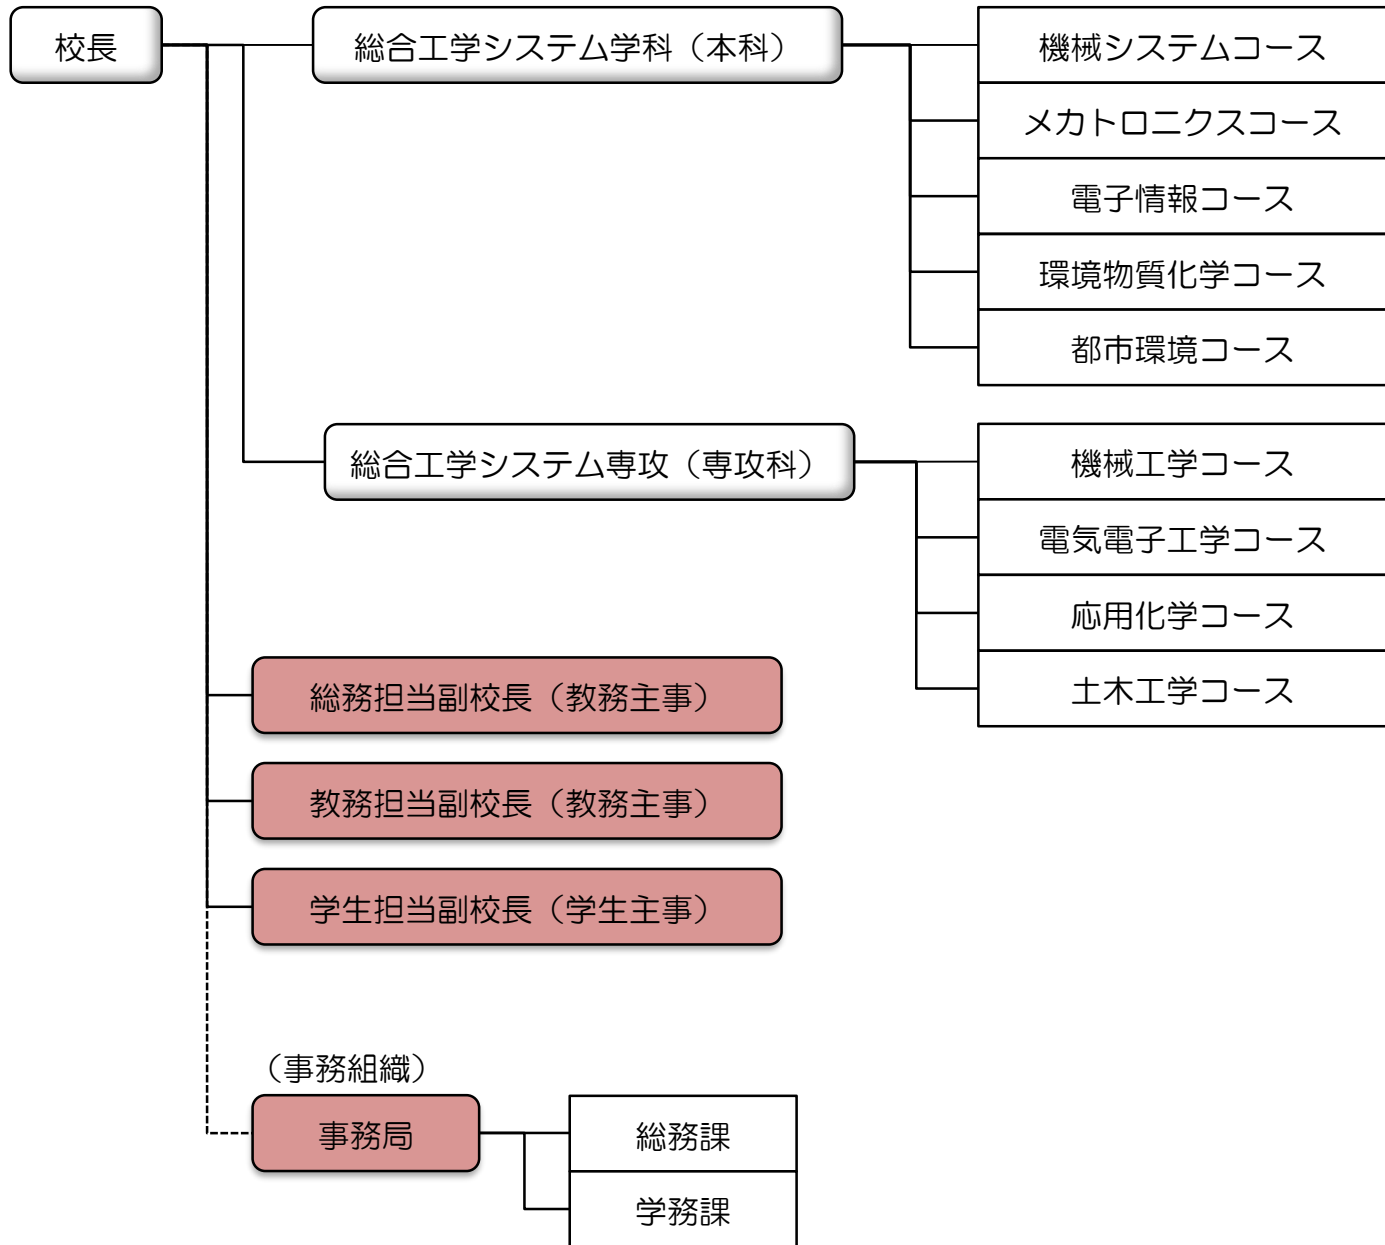 校長
総合工学システム学科（本科）
機械システムコース
メカトロニクスコース
電子情報コース
環境物質化学コース
都市環境コース
総合工学システム専攻（専攻科）
機械工学コース
電気電子工学コース
応用化学コース
土木工学コース
総務担当副校長（教務主事）
教務担当副校長（教務主事）
学生担当副校長（学生主事）
（事務組織）
事務局
総務課
学務課